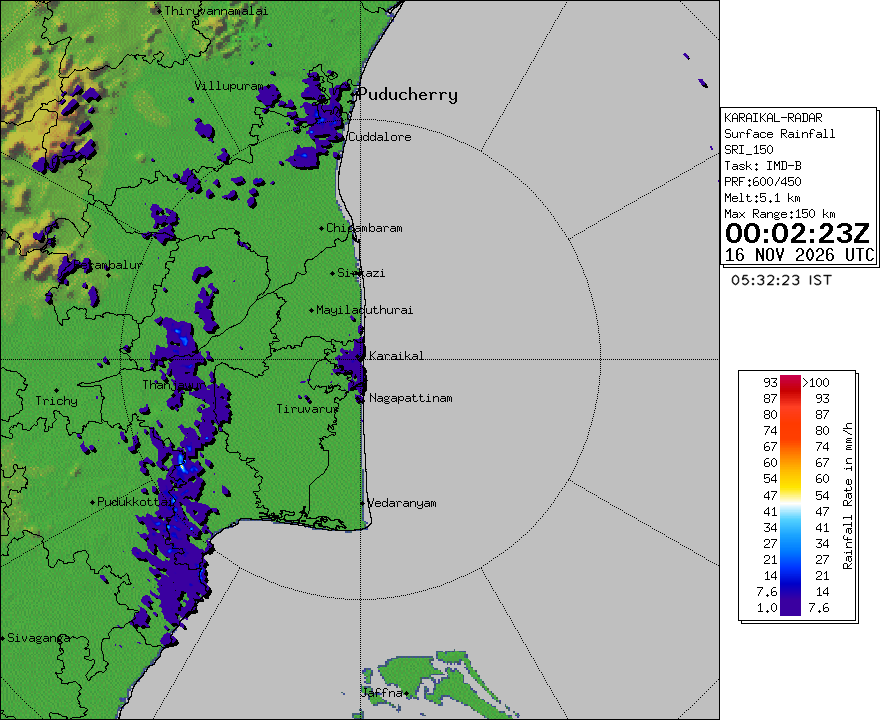 Thiruvannamalai
Villupuram
Puducherry
Cuddalore
Chidambaram
Perambalur
Sirkazi
Mayiladuthurai
Karaikal
Thanjavur
Trichy
Nagapattinam
Tiruvarur
Pudukkottai
Vedaranyam
Sivaganga
Jaffna
KARAIKAL-RADAR
Surface Rainfall
SRI_150
Task: IMD-B
PRF:600/450
Melt:5.1 km
Max Range:150 km
00:02:23Z
16 NOV 2026 UTC
05:32:23 IST
93 >100
87 93
80 87
74 80
67 74
60 67
54 60
47 54
41 47
34 41
27 34
21 27
14 21
7.6 14
1.0 7.6
Rainfall Rate in mm/h